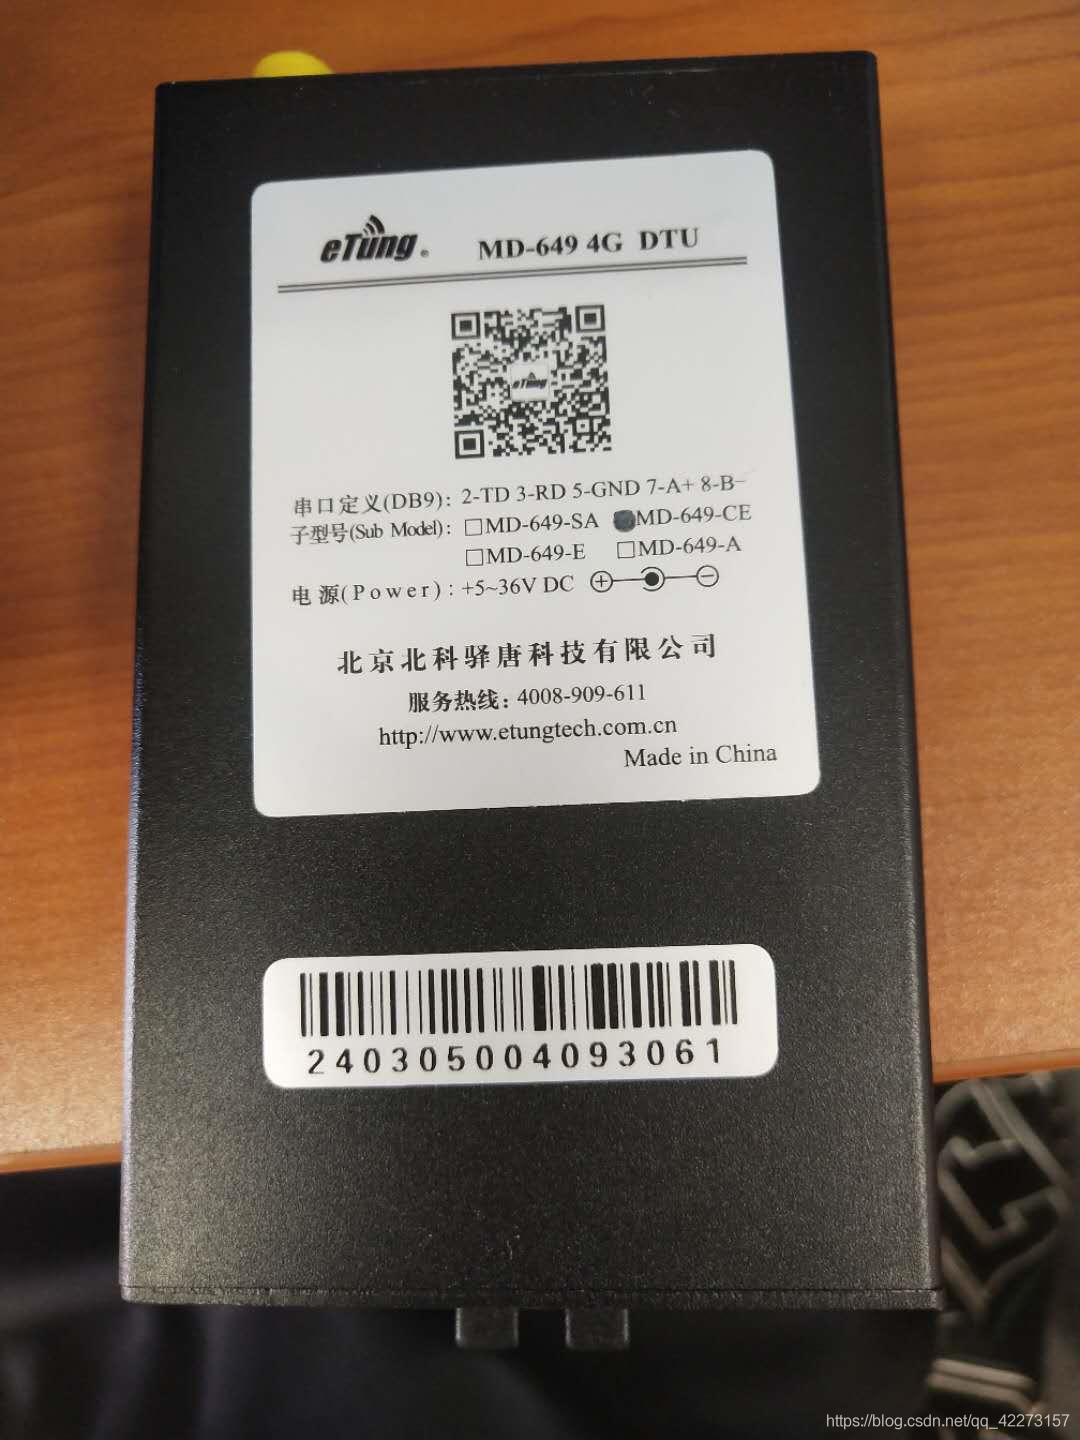 eTung® MD-649 4G DTU
eTung
串口定义(DB9): 2-TD 3-RD 5-GND 7-A+ 8-B-
子型号(Sub Model): □MD-649-SA MD-649-CE
□MD-649-E □MD-649-A
电源(Power): +5~36V DC
北京北科驿唐科技有限公司
服务热线: 4008-909-611
http://www.etungtech.com.cn
Made in China
240305004093061
https://blog.csdn.net/qq_42273157